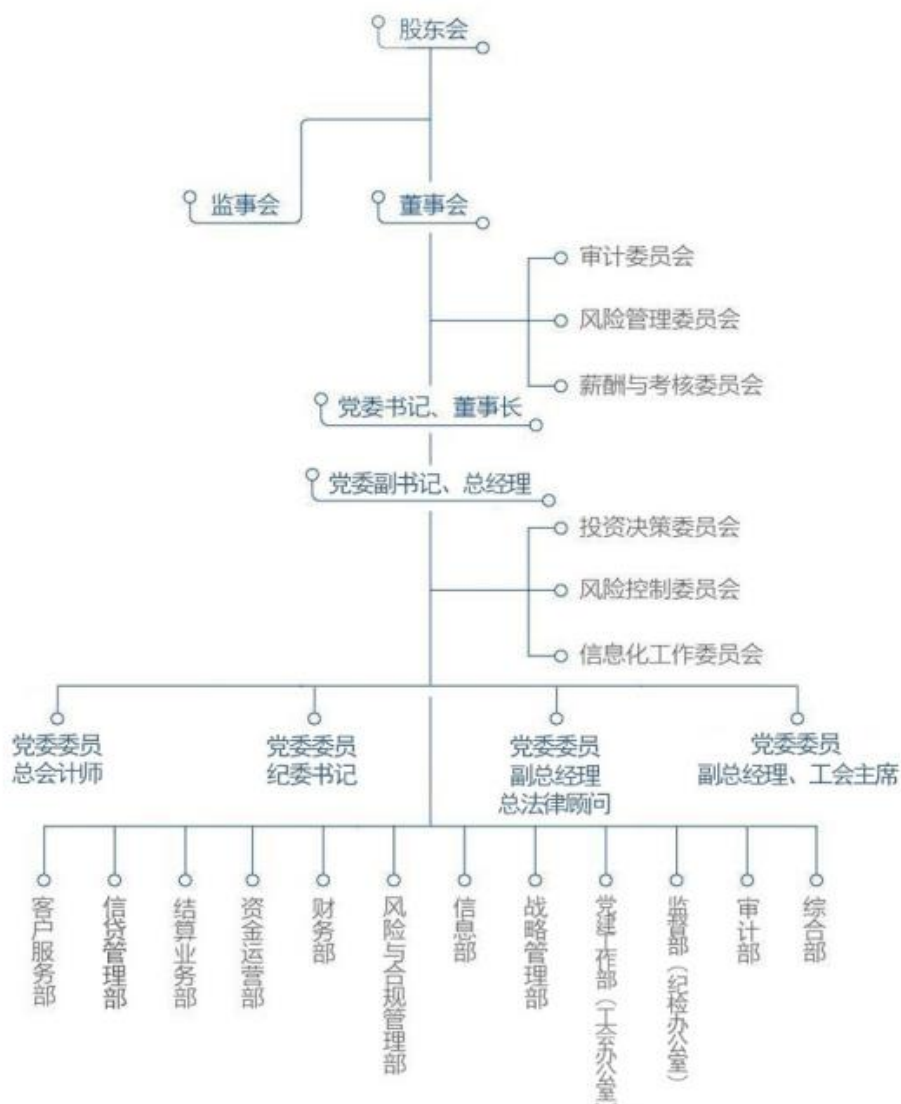 股东会
监事会
董事会
审计委员会
风险管理委员会
薪酬与考核委员会
党委书记、董事长
党委副书记、总经理
投资决策委员会
风险控制委员会
信息化工作委员会
党委委员
总会计师
党委委员
纪委书记
党委委员
副总经理
总法律顾问
党委委员
副总经理、工会主席
客户服务部
信贷管理部
结算业务部
资金运营部
财务部
风险与合规管理部
信息部
战略管理部
党建工作部（工会办公室
监督部（纪检办公室）
审计部
综合部